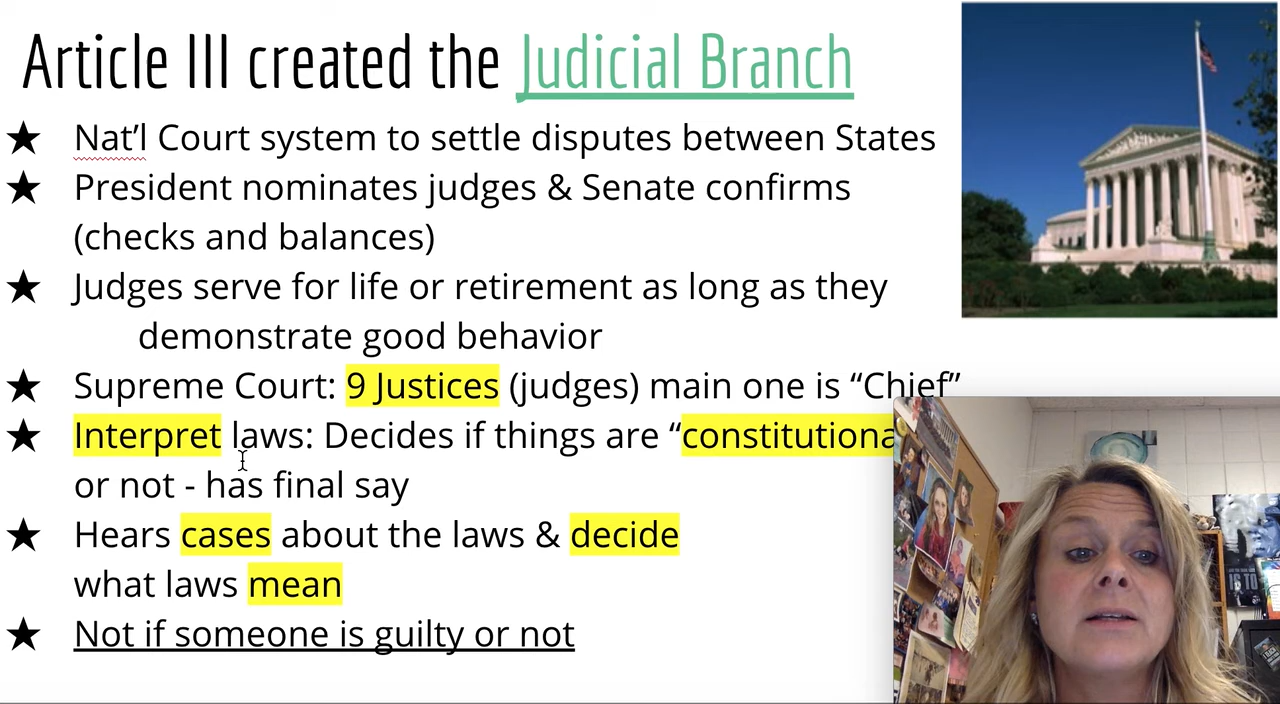 Article III created the Judicial Branch
★ Nat’l Court system to settle disputes between States
★ President nominates judges & Senate confirms
(checks and balances)
★ Judges serve for life or retirement as long as they
demonstrate good behavior
★ Supreme Court: 9 Justices (judges) main one is “Chief”
★ Interpret laws: Decides if things are “constitutiona
or not - has final say
★ Hears cases about the laws & decide
what laws mean
★ Not if someone is guilty or not
IS TO